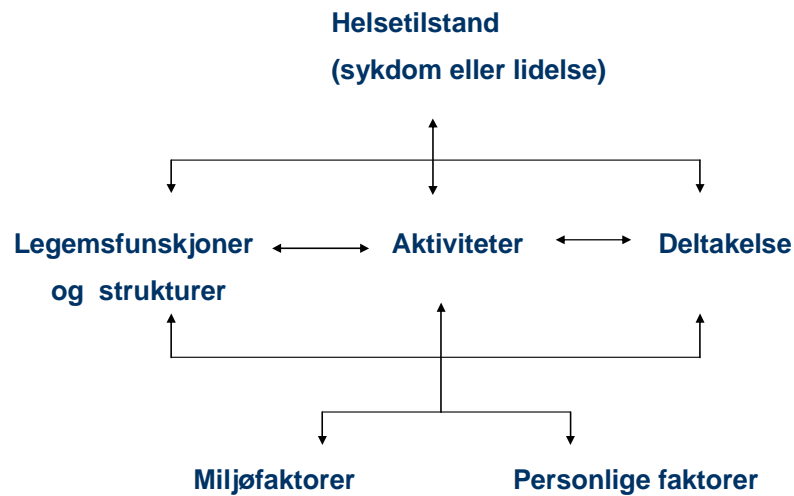 Helsetilstand
(sykdom eller lidelse)
Legemsfunskjoner
og strukturer
Aktiviteter
Deltakelse
Miljøfaktorer
Personlige faktorer